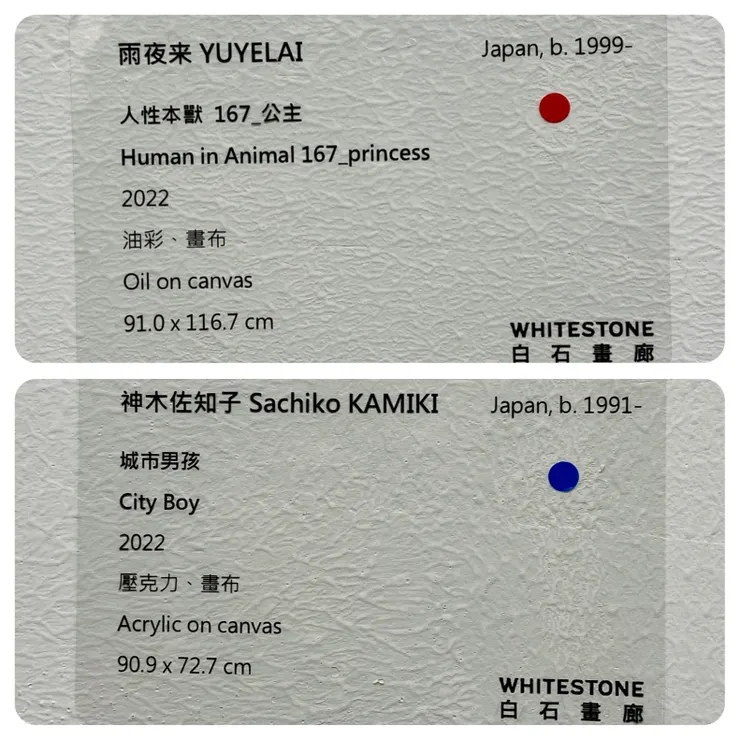 雨夜来 YUYELAI
Japan, b. 1999-
人性本獸 167_公主
Human in Animal 167_princess
2022
油彩、畫布
Oil on canvas
91.0 x 116.7 cm
WHITESTONE
白石畫廊
神木佐知子 Sachiko KAMIKI
Japan, b. 1991-
城市男孩
City Boy
2022
壓克力、畫布
Acrylic on canvas
90.9 x 72.7 cm
WHITESTONE
白石畫廊